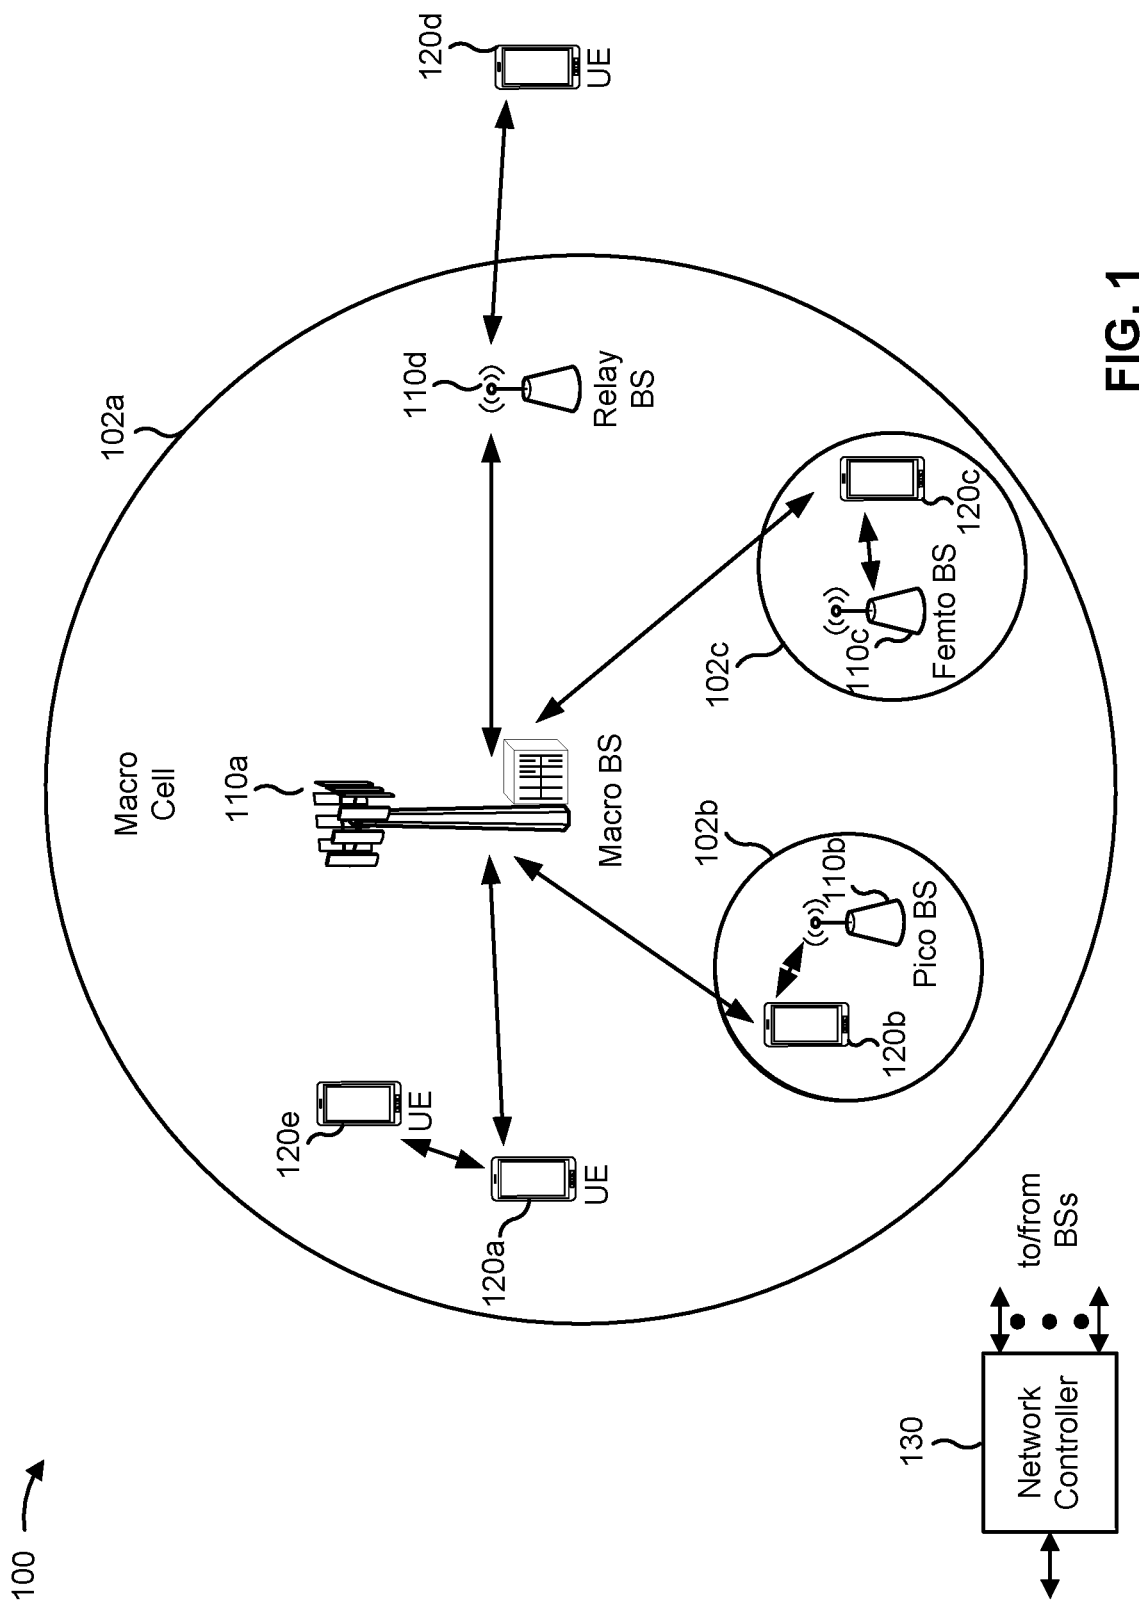 100
102a
Macro
Cell
110a
120d
UE
110d
Relay
BS
120e
UE
120a
UE
Macro BS
102c
110c
Femto BS
120c
102b
110b
Pico BS
120b
130
Network
Controller
to/from
BSs
FIG. 1